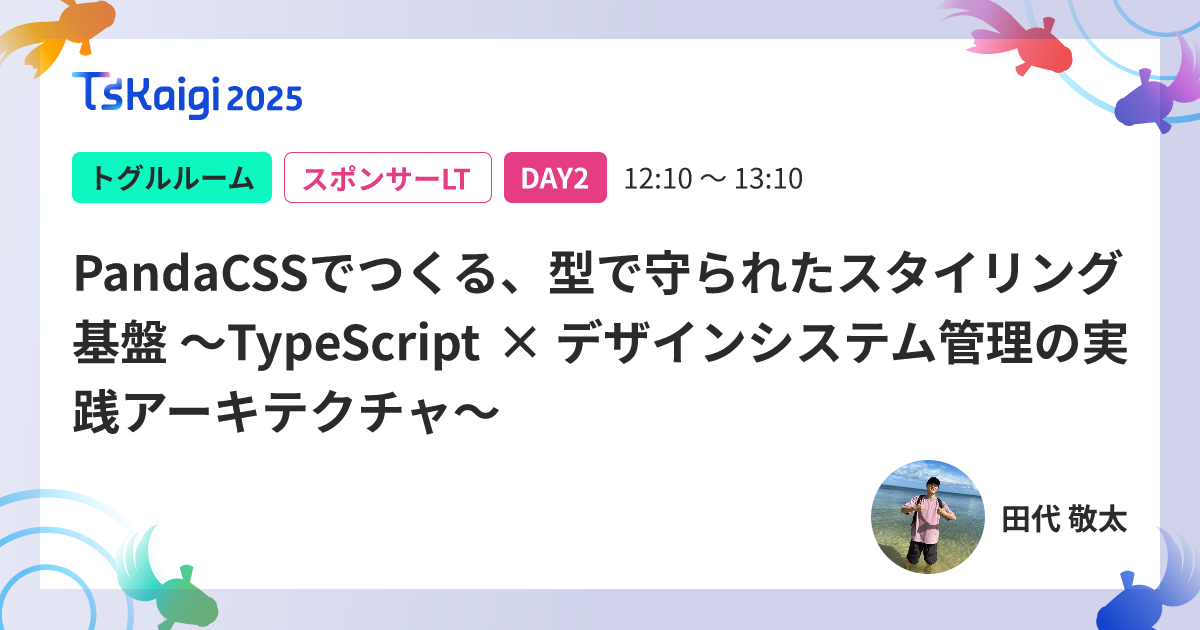 TSKaigi 2025
トグルルーム スポンサーLT DAY2 12:10 〜 13:10
PandaCSSでつくる、型で守られたスタイリング
基盤 〜TypeScript × デザインシステム管理の実
践アーキテクチャ〜
田代 敬太